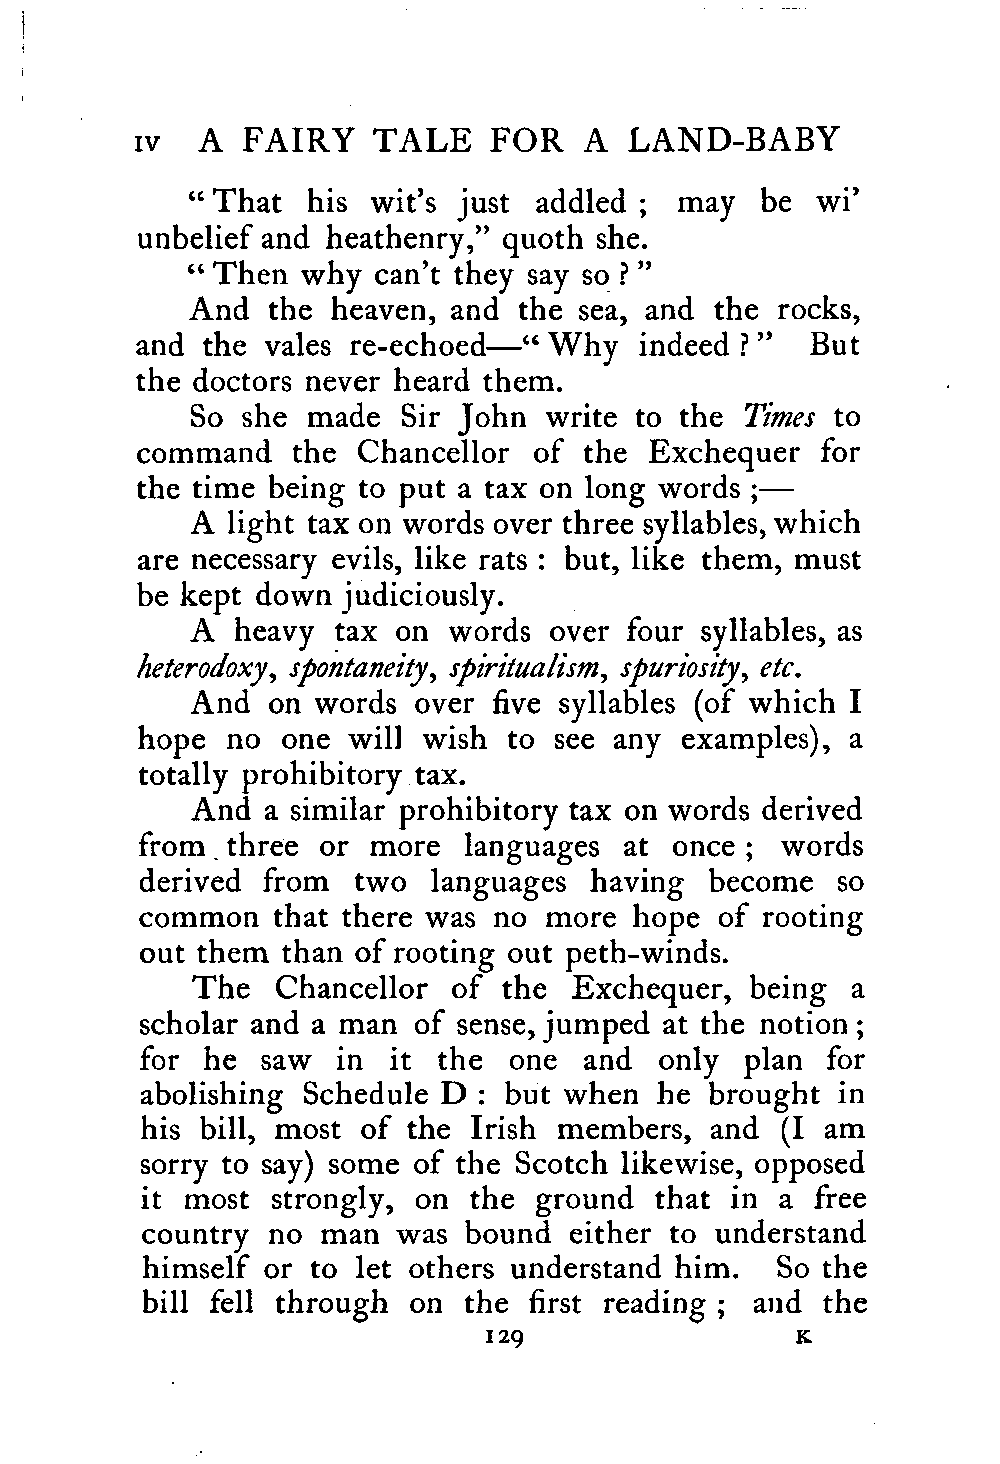 IV A FAIRY TALE FOR A LAND-BABY
“That his wit's just addled ; may be wi’
unbelief and heathenry,” quoth she.
“Then why can't they say so ?”
And the heaven, and the sea, and the rocks,
and the vales re-echoed—“Why indeed ?” But
the doctors never heard them.
So she made Sir John write to the Times to
command the Chancellor of the Exchequer for
the time being to put a tax on long words ;—
A light tax on words over three syllables, which
are necessary evils, like rats : but, like them, must
be kept down judiciously.
A heavy tax on words over four syllables, as
heterodoxy, spontaneity, spiritualism, spuriosity, etc.
And on words over five syllables (of which I
hope no one will wish to see any examples), a
totally prohibitory tax.
And a similar prohibitory tax on words derived
from three or more languages at once ; words
derived from two languages having become so
common that there was no more hope of rooting
out them than of rooting out peth-winds.
The Chancellor of the Exchequer, being a
scholar and a man of sense, jumped at the notion ;
for he saw in it the one and only plan for
abolishing Schedule D : but when he brought in
his bill, most of the Irish members, and (I am
sorry to say) some of the Scotch likewise, opposed
it most strongly, on the ground that in a free
country no man was bound either to understand
himself or to let others understand him. So the
bill fell through on the first reading ; and the
129 K